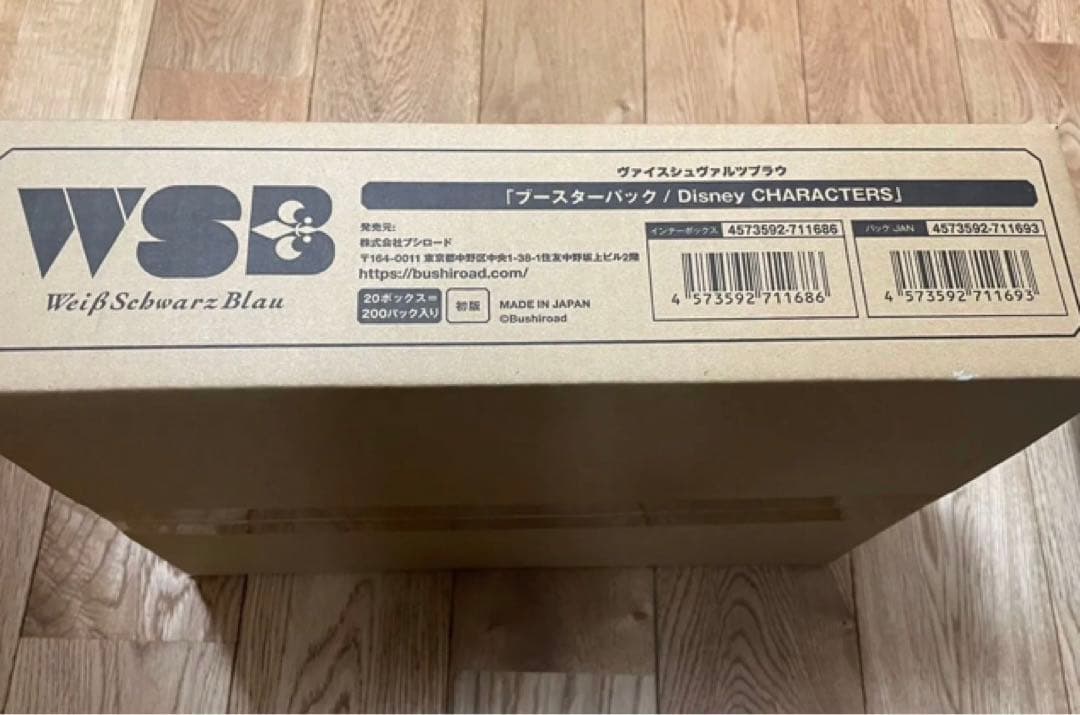 WSB
Weiß Schwarz Blau
ヴァイスシュヴァルツブラウ
「ブースターパック / Disney CHARACTERS」
発売元:
株式会社ブシロード
〒164-0011 東京都中野区中央1-38-1住友中野坂上ビル2階
https://bushiroad.com/
20ボックス=
200パック入り
初版
MADE IN JAPAN
©Bushiroad
インナーボックス 4573592-711686
4 573592 711686
パック JAN 4573592-711693
4 573592 711693